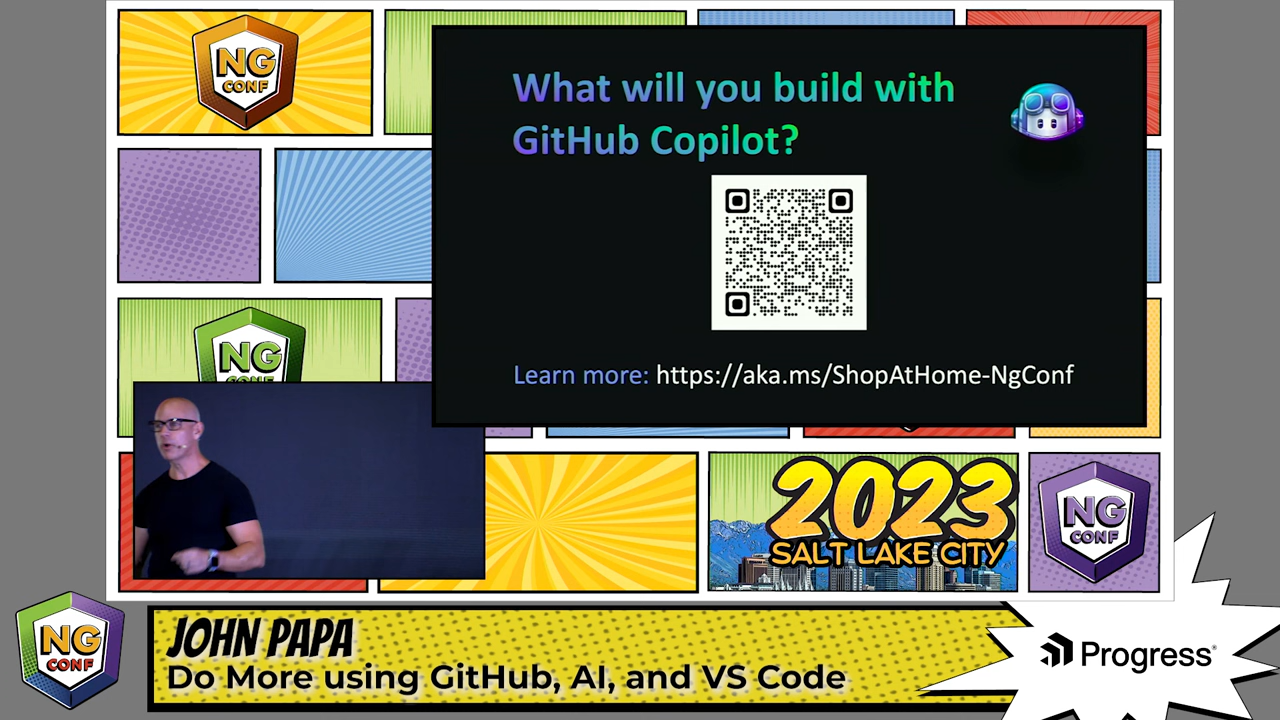 NG
CONF
What will you build with
GitHub Copilot?
Learn more: https://aka.ms/ShopAtHome-NgConf
NG
CONF
2023
SALT LAKE CITY
NG
CONF
NG
CONF
JOHN PAPA
Do More using GitHub, AI, and VS Code
Progress